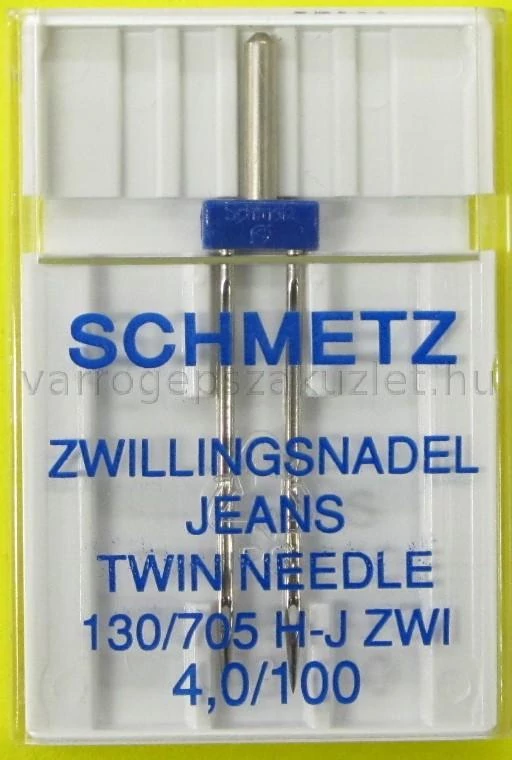 SCHMETZ
varrogepszakuzlet.hu
ZWILLINGSNADEL
JEANS
TWIN NEEDLE
130/705 H-J ZWI
4,0/100